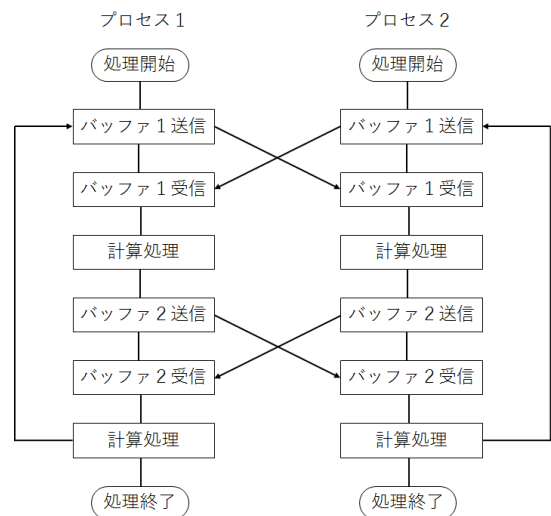 プロセス1 プロセス2
処理開始 処理開始
バッファ1送信 バッファ1送信
バッファ1受信 バッファ1受信
計算処理 計算処理
バッファ2送信 バッファ2送信
バッファ2受信 バッファ2受信
計算処理 計算処理
処理終了 処理終了